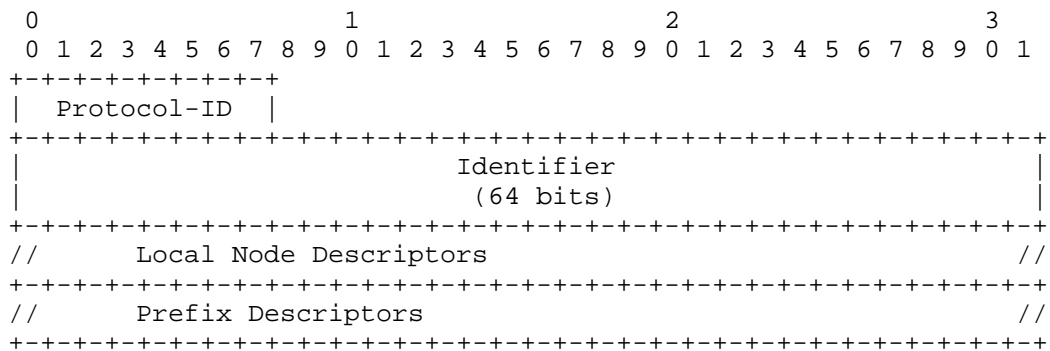 0                   1                   2                   3
 0 1 2 3 4 5 6 7 8 9 0 1 2 3 4 5 6 7 8 9 0 1 2 3 4 5 6 7 8 9 0 1
+-+-+-+-+-+-+-+-+
|  Protocol-ID  |
+-+-+-+-+-+-+-+-+-+-+-+-+-+-+-+-+-+-+-+-+-+-+-+-+-+-+-+-+-+-+-+-+
|                           Identifier                          |
|                            (64 bits)                          |
+-+-+-+-+-+-+-+-+-+-+-+-+-+-+-+-+-+-+-+-+-+-+-+-+-+-+-+-+-+-+-+-+
//      Local Node Descriptors                                 //
+-+-+-+-+-+-+-+-+-+-+-+-+-+-+-+-+-+-+-+-+-+-+-+-+-+-+-+-+-+-+-+-+
//      Prefix Descriptors                                     //
+-+-+-+-+-+-+-+-+-+-+-+-+-+-+-+-+-+-+-+-+-+-+-+-+-+-+-+-+-+-+-+-+